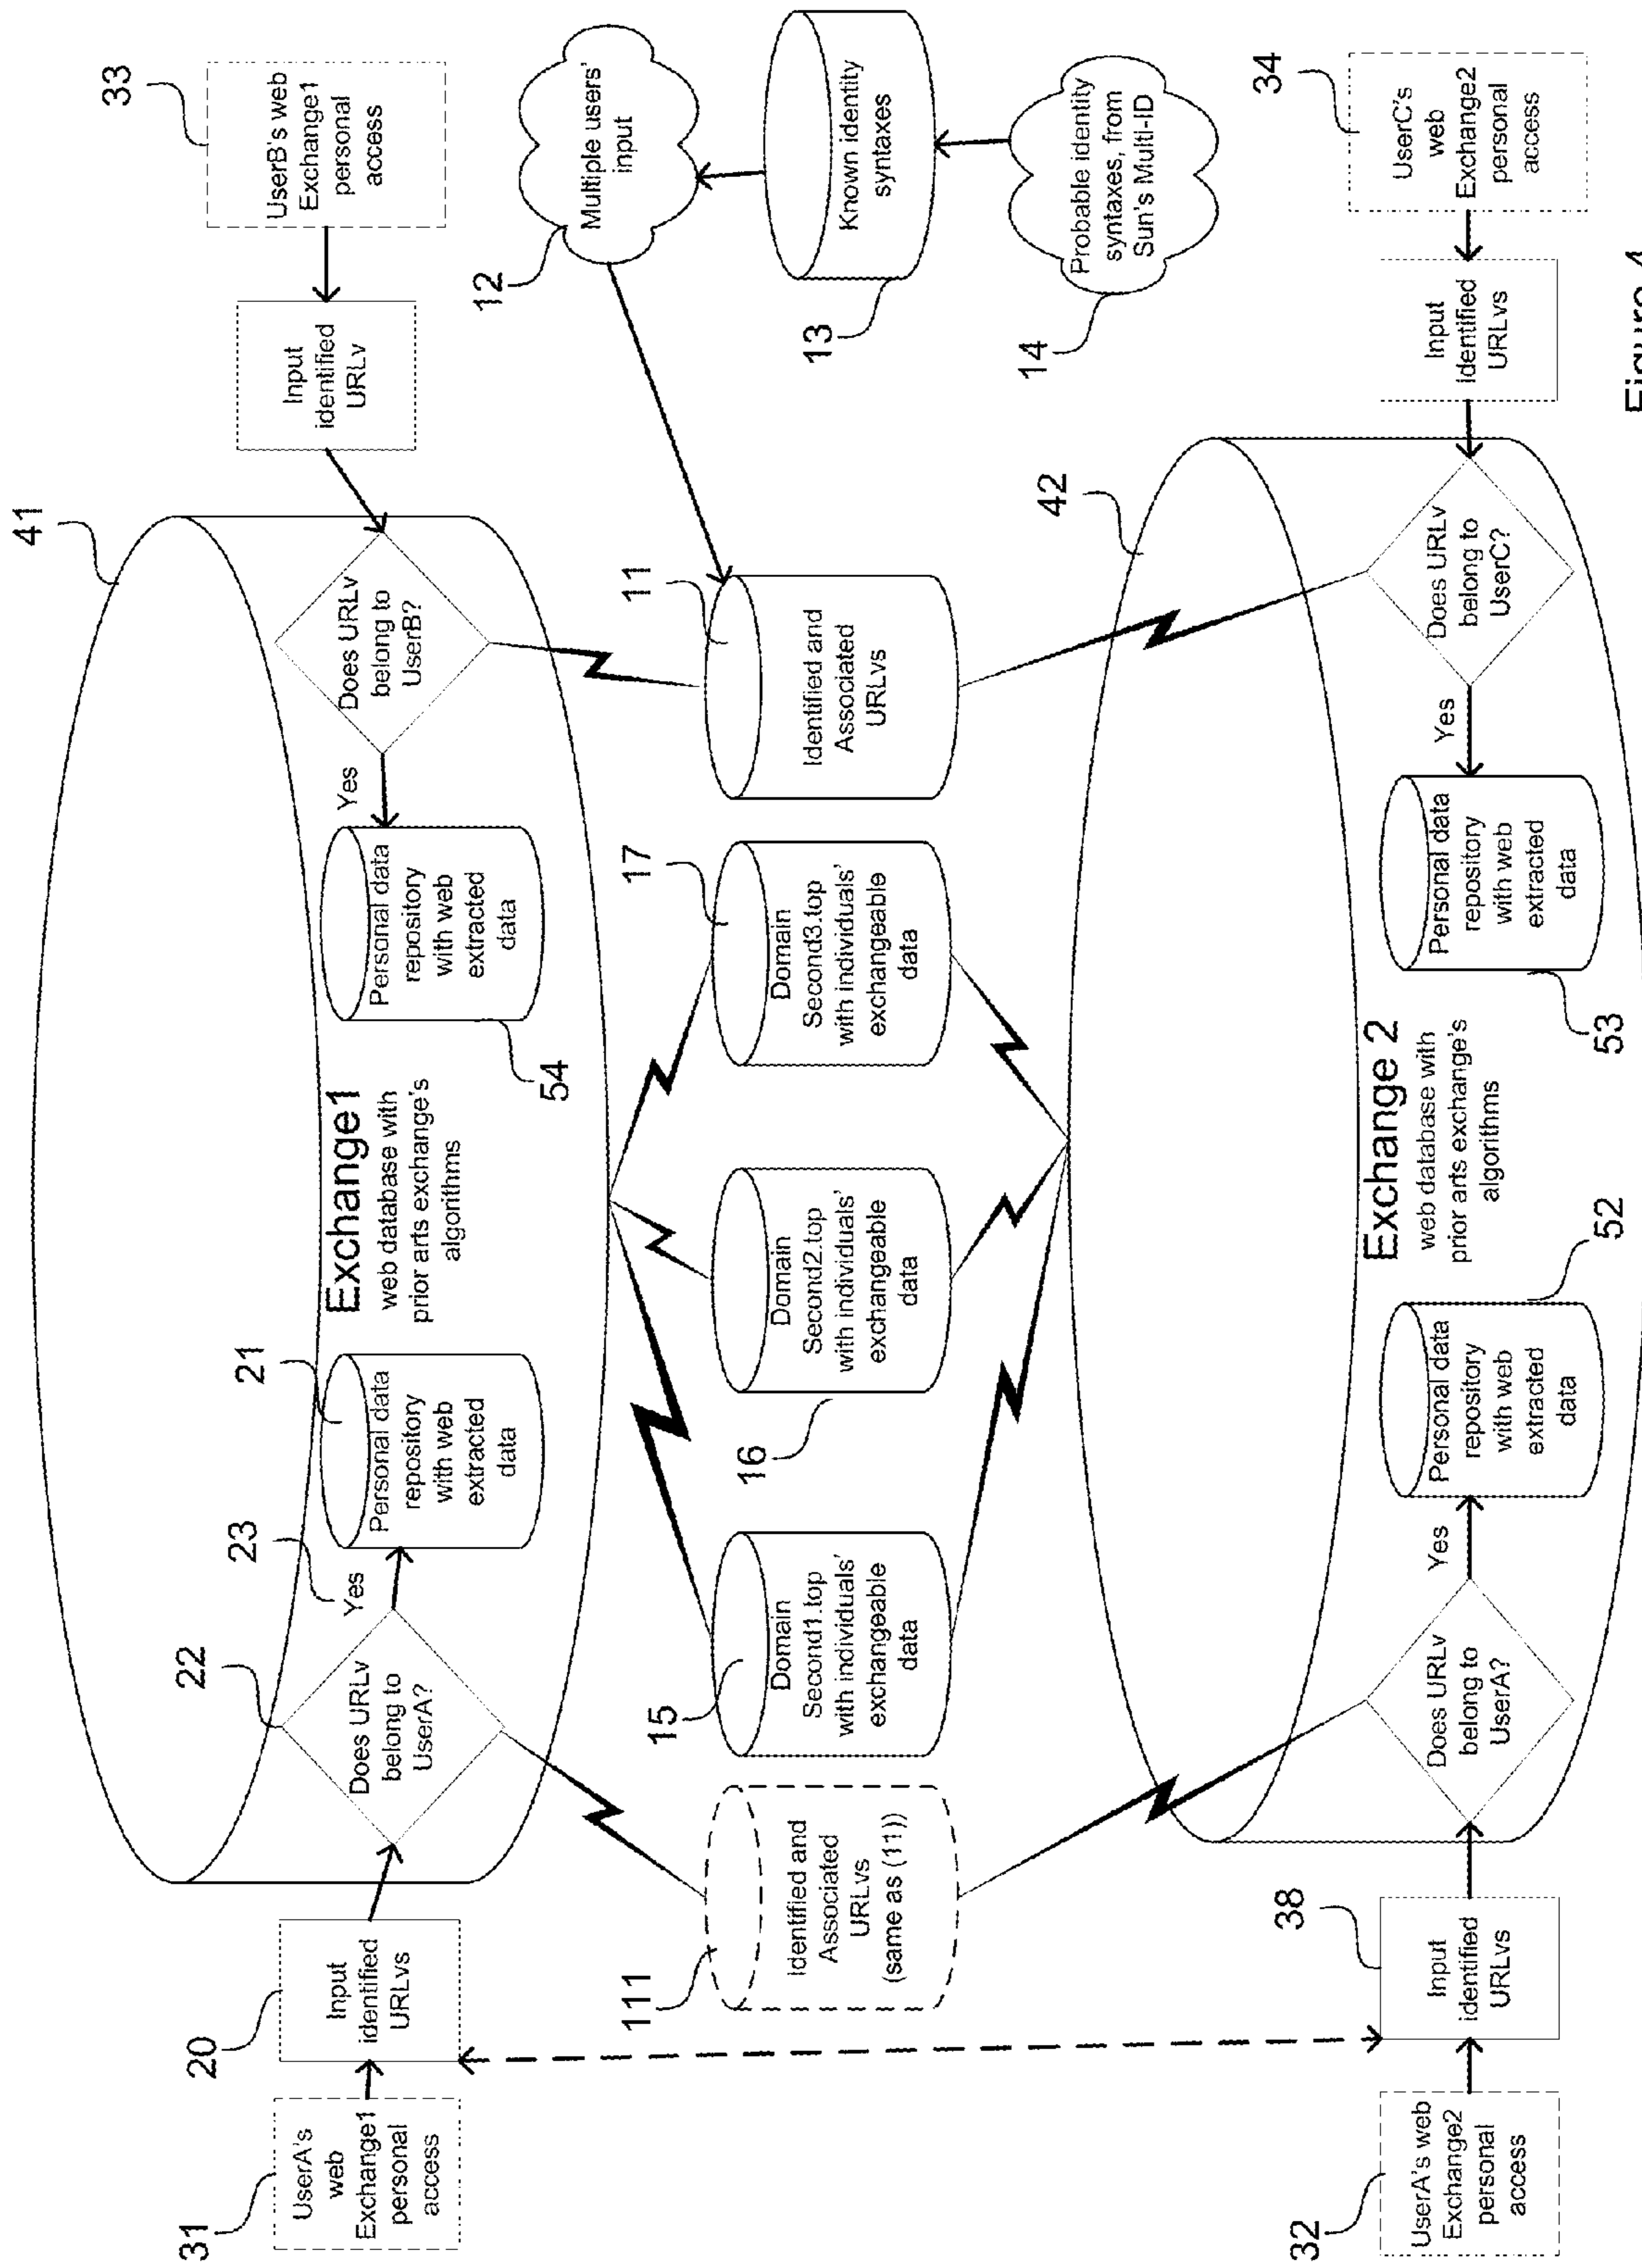 31
UserA's
web
Exchange1
personal
access
20
Input
identified
URLvs
22
Does URLv
belong to
UserA?
23
Yes
21
Personal data
repository
with web
extracted
data
Exchange1
web database with
prior arts exchange's
algorithms
54
Personal data
repository
with web
extracted
data
Yes
Does URLv
belong to
UserB?
41
Input
identified
URLv
33
UserB's web
Exchange1
personal
access
111
Identified and
Associated
URLvs
(same as (11))
15
Domain
Second1.top
with individuals'
exchangeable
data
16
Domain
Second2.top
with individuals'
exchangeable
data
17
Domain
Second3.top
with individuals'
exchangeable
data
11
Identified and
Associated
URLvs
12
Multiple users'
input
13
Known identity
syntaxes
14
Probable identity
syntaxes, from
Sun's Multi-ID
32
UserA's web
Exchange2
personal
access
38
Input
identified
URLvs
Does URLv
belong to
UserA?
Yes
52
Personal data
repository
with web
extracted
data
Exchange 2
web database with
prior arts exchange's
algorithms
53
Personal data
repository
with web
extracted
data
Yes
Does URLv
belong to
UserC?
42
Input
identified
URLvs
34
UserC's
web
Exchange2
personal
access
Figure 4